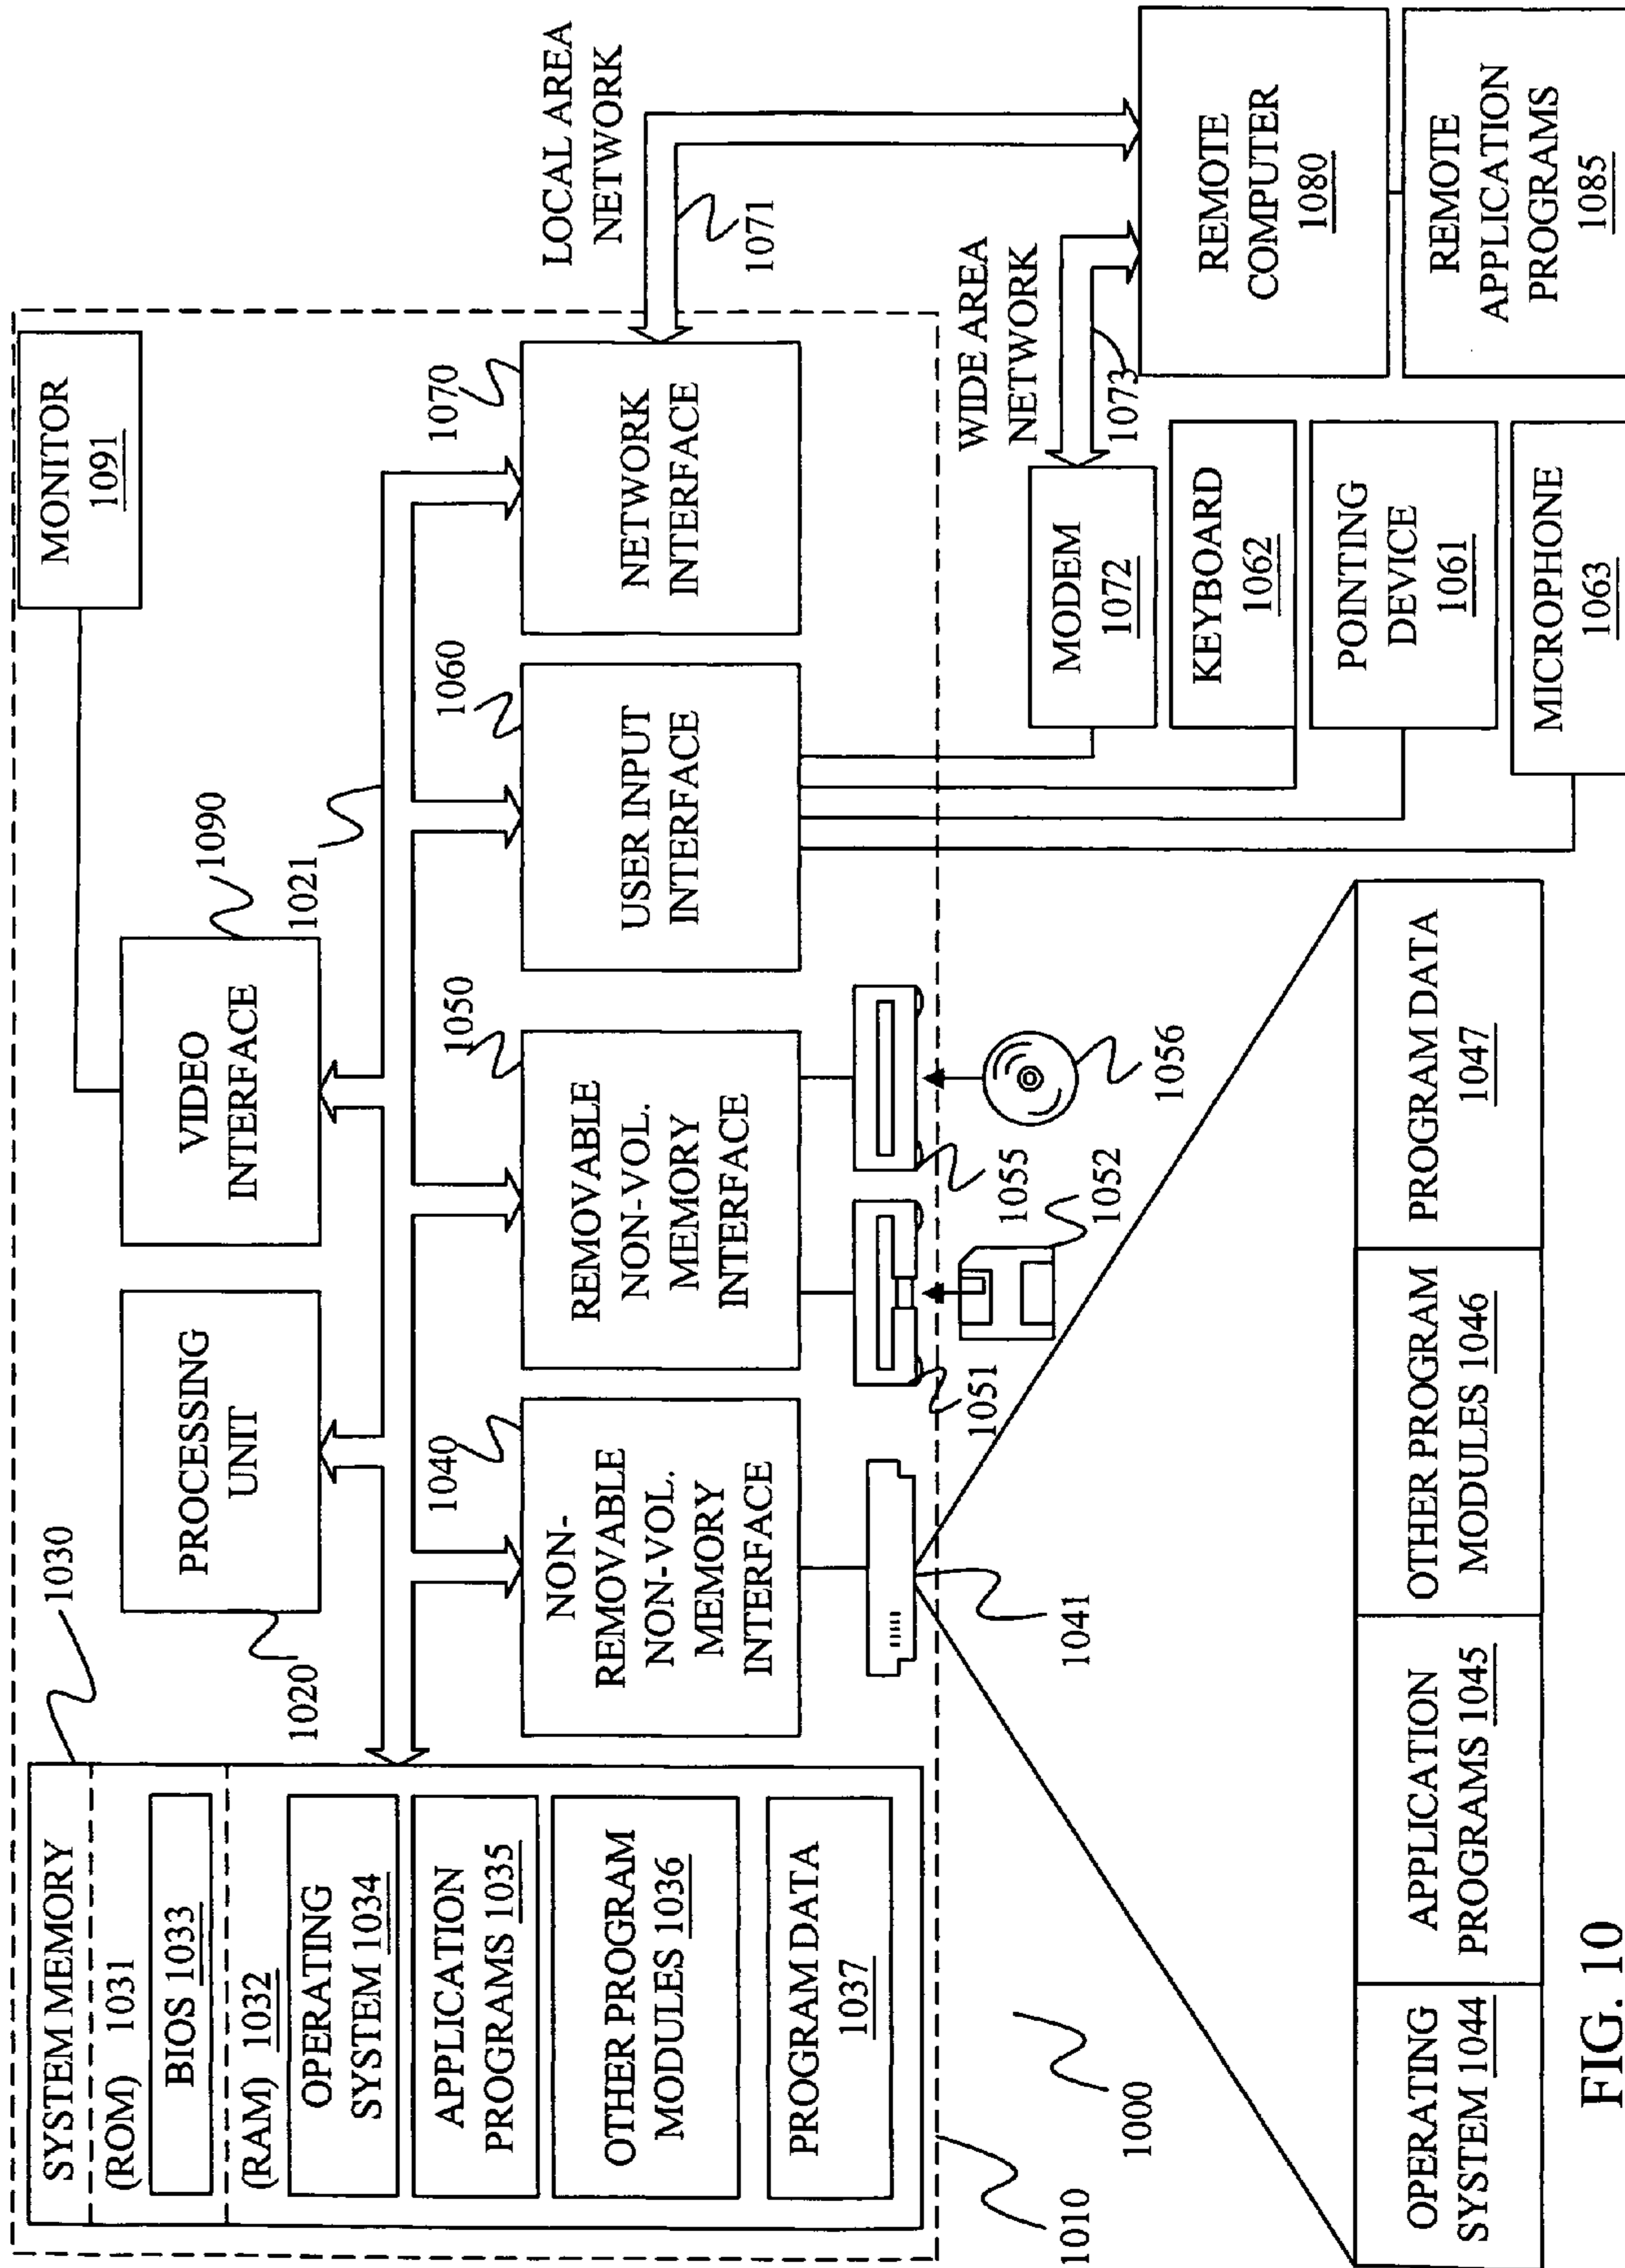 SYSTEM MEMORY
(ROM) 1031
BIOS 1033
(RAM) 1032
OPERATING
SYSTEM 1034
APPLICATION
PROGRAMS 1035
OTHER PROGRAM
MODULES 1036
PROGRAM DATA
1037
1030
1020
PROCESSING
UNIT
VIDEO
INTERFACE
1090
1021
MONITOR
1091
1040
NON-
REMOVABLE
NON-VOL.
MEMORY
INTERFACE
1050
REMOVABLE
NON-VOL.
MEMORY
INTERFACE
1060
USER INPUT
INTERFACE
1070
NETWORK
INTERFACE
LOCAL AREA
NETWORK
1071
1041
1051
1055
1052
1056
WIDE AREA
NETWORK
1073
MODEM
1072
KEYBOARD
1062
POINTING
DEVICE
1061
MICROPHONE
1063
REMOTE
COMPUTER
1080
REMOTE
APPLICATION
PROGRAMS
1085
1010
1000
OPERATING
SYSTEM 1044
APPLICATION
PROGRAMS 1045
OTHER PROGRAM
MODULES 1046
PROGRAM DATA
1047
FIG. 10